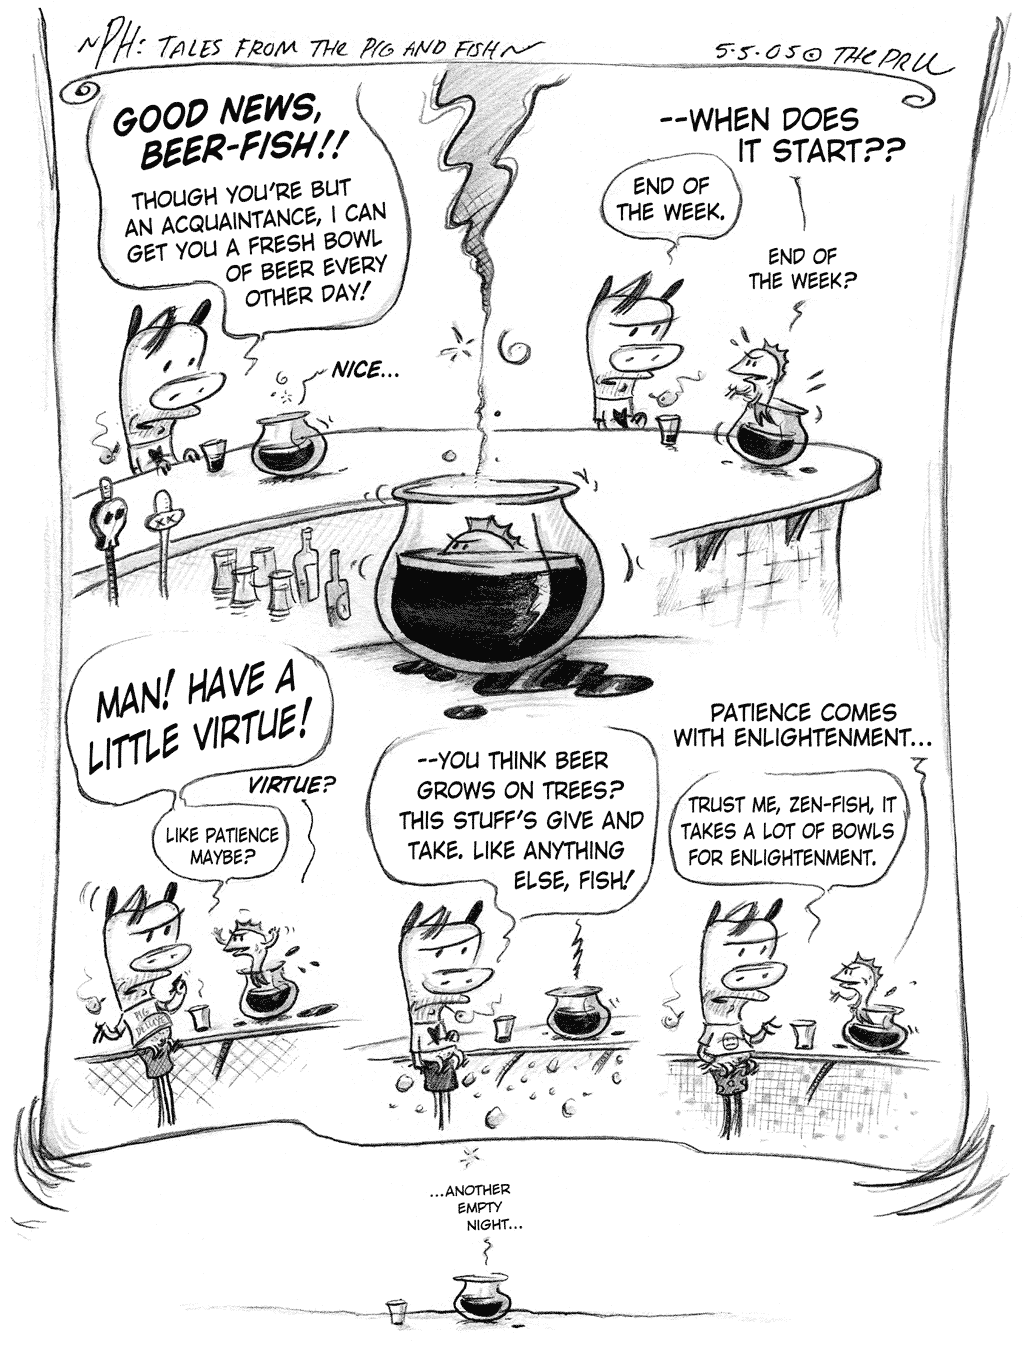 ~NPH: TALES FROM THE PIG AND FISH~
5·5·05© THE PRU
GOOD NEWS,
BEER-FISH!!
THOUGH YOU'RE BUT
AN ACQUAINTANCE, I CAN
GET YOU A FRESH BOWL
OF BEER EVERY
OTHER DAY!
NICE...
--WHEN DOES
IT START??
END OF
THE WEEK.
END OF
THE WEEK?
XX
MAN! HAVE A
LITTLE VIRTUE!
VIRTUE?
LIKE PATIENCE
MAYBE?
--YOU THINK BEER
GROWS ON TREES?
THIS STUFF'S GIVE AND
TAKE. LIKE ANYTHING
ELSE, FISH!
PATIENCE COMES
WITH ENLIGHTENMENT...
TRUST ME, ZEN-FISH, IT
TAKES A LOT OF BOWLS
FOR ENLIGHTENMENT.
PIG
...ANOTHER
EMPTY
NIGHT...